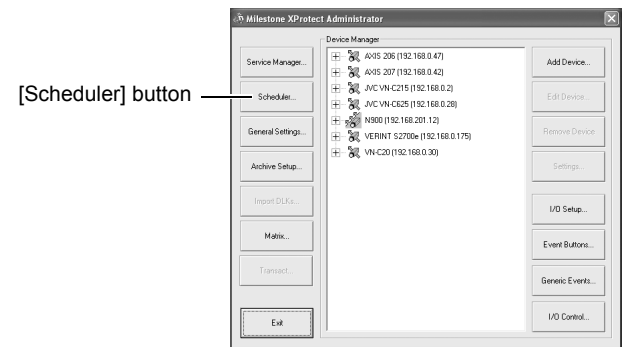 Milestone XProtect Administrator
[Scheduler] button
Service Manager...
Scheduler...
General Settings...
Archive Setup...
Import DLKs...
Matrix...
Transact...
Exit
Device Manager
AXIS 206 (192.168.0.47)
AXIS 207 (192.168.0.42)
JVC VN-C215 (192.168.0.2)
JVC VN-C625 (192.168.0.28)
N900 (192.168.201.12)
VERINT S2700e (192.168.0.175)
VN-C20 (192.168.0.30)
Add Device...
Edit Device...
Remove Device
Settings...
I/O Setup...
Event Buttons...
Generic Events...
I/O Control...